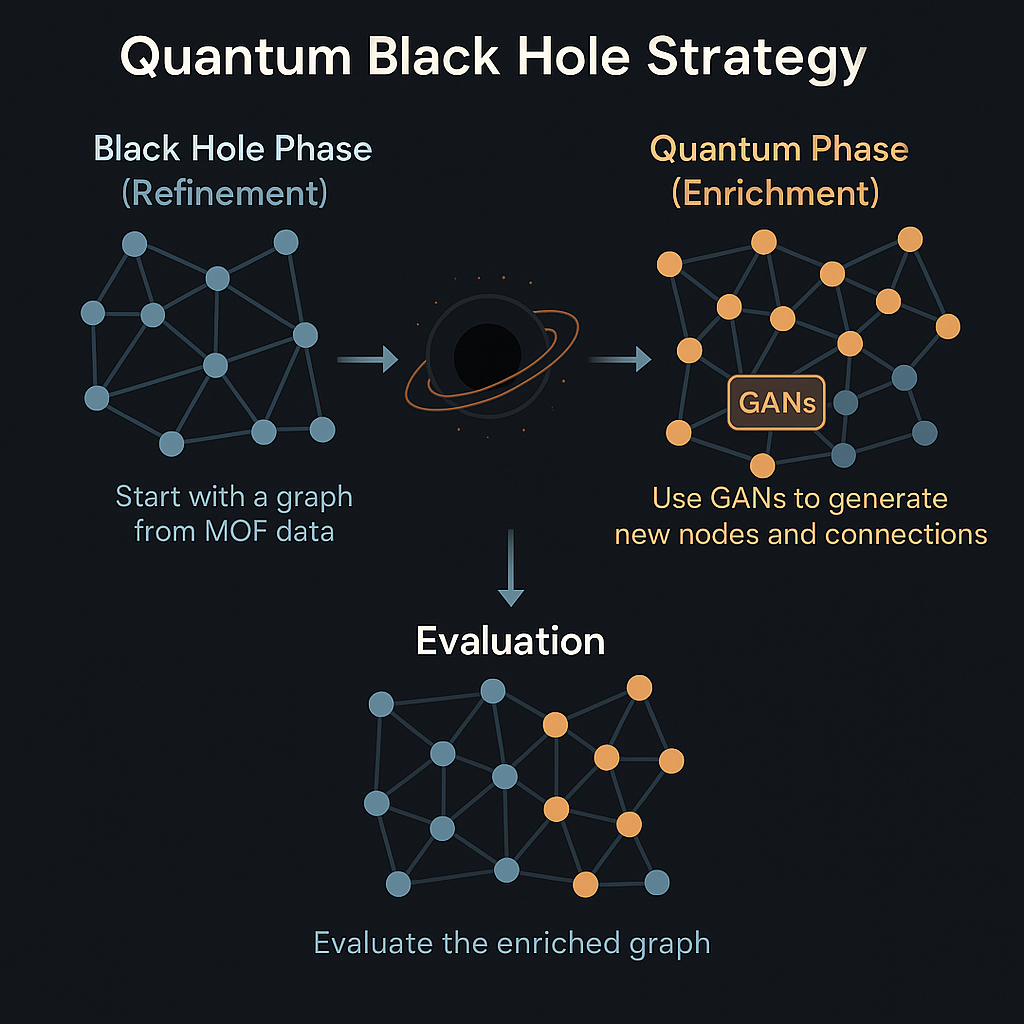 Quantum Black Hole Strategy
Black Hole Phase
(Refinement)
Quantum Phase
(Enrichment)
GANs
Start with a graph
from MOF data
Use GANs to generate
new nodes and connections
Evaluation
Evaluate the enriched graph